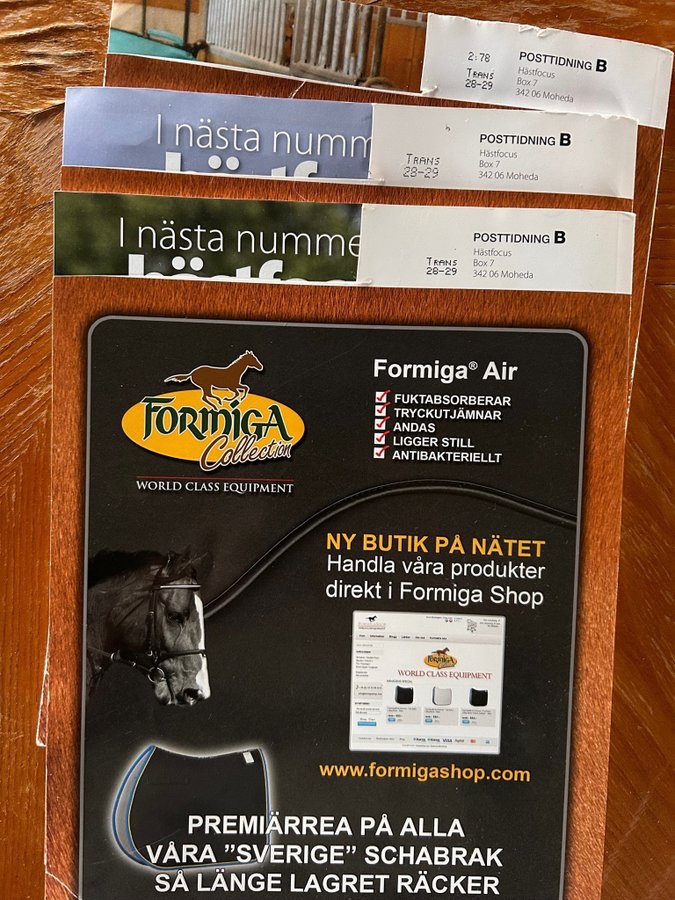 2:78
TRANS
28-29
POSTTIDNING B
Hästfocus
Box 7
342 06 Moheda
I nästa numm
TRANS
28-29
POSTTIDNING B
Hästfocus
Box 7
342 06 Moheda
I nästa numme
TRANS
28-29
POSTTIDNING B
Hästfocus
Box 7
342 06 Moheda
FORMIGA
Collection
WORLD CLASS EQUIPMENT
Formiga® Air
FUKTABSORBERAR
TRYCKUTJÄMNAR
ANDAS
LIGGER STILL
ANTIBAKTERIELLT
NY BUTIK PÅ NÄTET
Handla våra produkter
direkt i Formiga Shop
FORMIGA
WORLD CLASS EQUIPMENT
www.formigashop.com
PREMIÄRREA PÅ ALLA
VÅRA ”SVERIGE” SCHABRAK
SÅ LÄNGE LAGRET RÄCKER